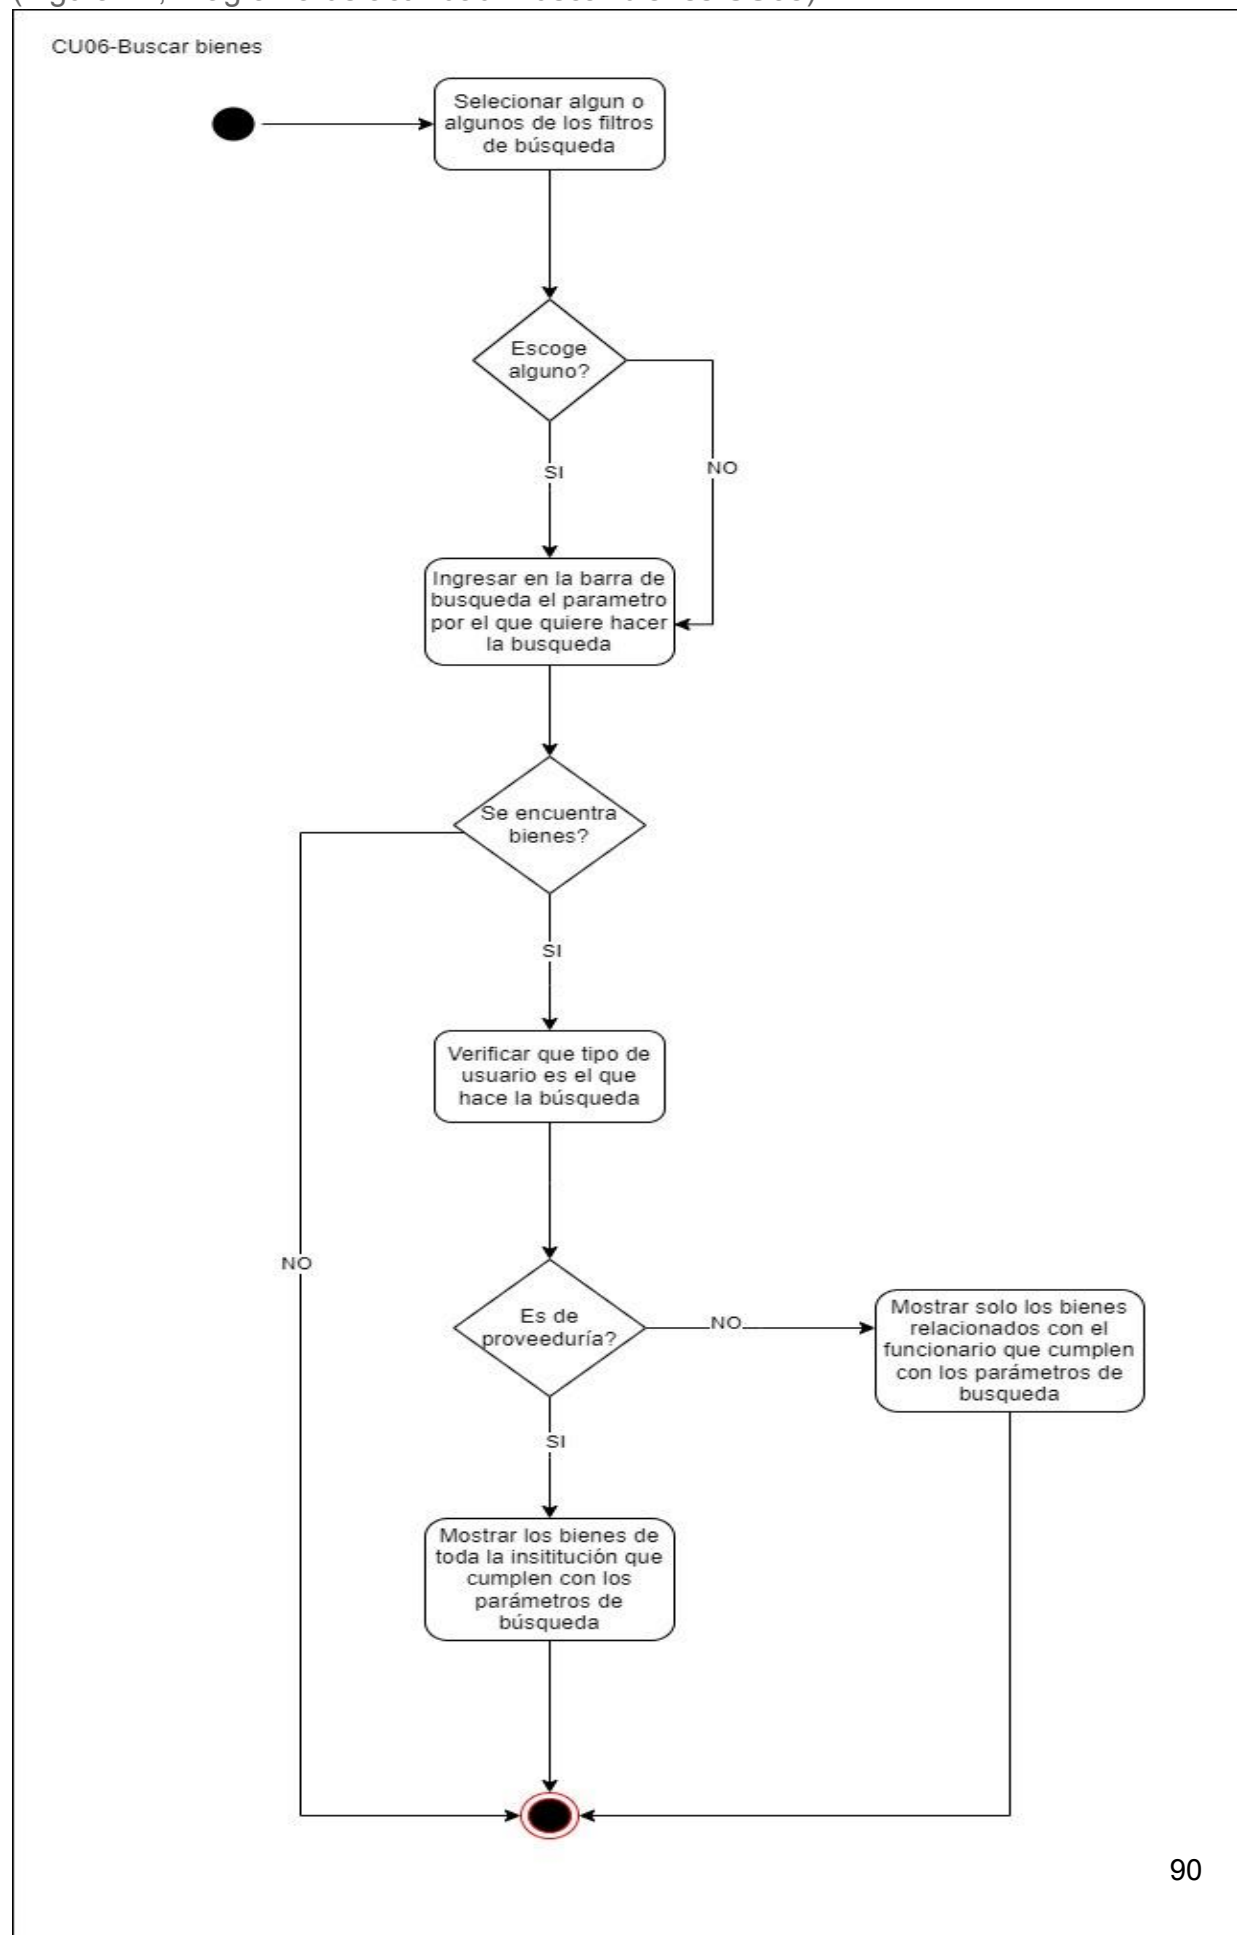 CU06-Buscar bienes
Selecionar algun o
algunos de los filtros
de búsqueda
Escoge
alguno?
SI
NO
Ingresar en la barra de
busqueda el parametro
por el que quiere hacer
la busqueda
Se encuentra
bienes?
SI
Verificar que tipo de
usuario es el que
hace la búsqueda
NO
Es de
proveeduría?
NO
Mostrar solo los bienes
relacionados con el
funcionario que cumplen
con los parámetros de
busqueda
SI
Mostrar los bienes de
toda la insititución que
cumplen con los
parámetros de
búsqueda
90